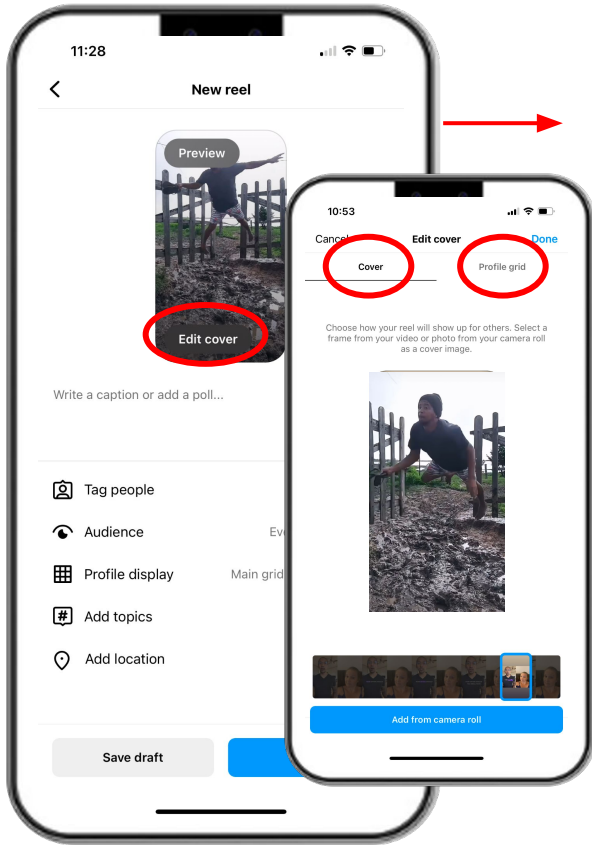 11:28
New reel
Preview
Edit cover
Write a caption or add a poll...
Tag people
Audience
Profile display Main grid
Add topics
Add location
Save draft
10:53
Edit cover Done
Cover Profile grid
Choose how your reel will show up for others. Select a
frame from your video or photo from your camera roll
as a cover image.
Add from camera roll